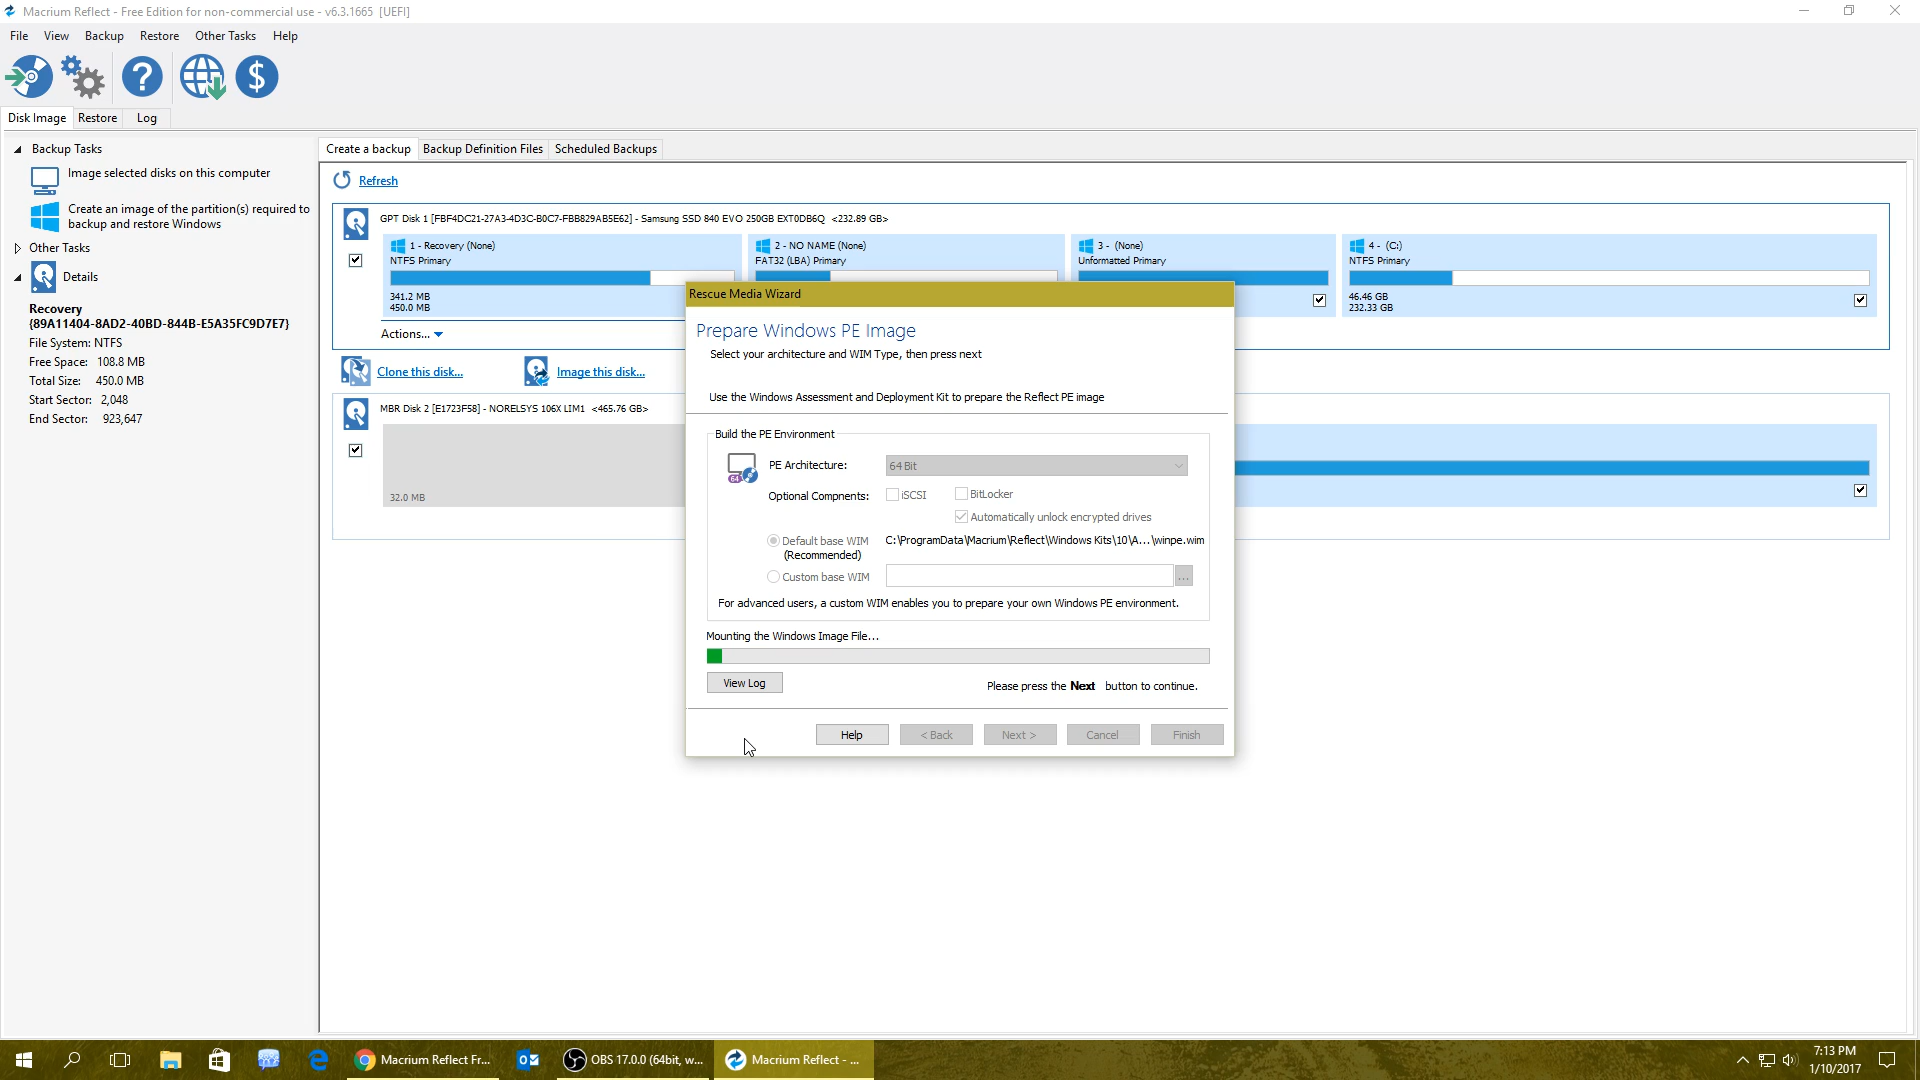 Macrium Reflect - Free Edition for non-commercial use - v6.3.1665 [UEFI]
File View Backup Restore Other Tasks Help
Disk Image Restore Log
Backup Tasks
Image selected disks on this computer
Create an image of the partition(s) required to
backup and restore Windows
Other Tasks
Details
Recovery
{89A11404-8AD2-40BD-844B-E5A35FC9D7E7}
File System: NTFS
Free Space: 108.8 MB
Total Size: 450.0 MB
Start Sector: 2,048
End Sector: 923,647
Create a backup Backup Definition Files Scheduled Backups
Refresh
GPT Disk 1 [FBF4DC21-27A3-4D3C-B0C7-FBB829AB5E62] - Samsung SSD 840 EVO 250GB EXT0DB6Q <232.89 GB>
1 - Recovery (None)
NTFS Primary
341.2 MB
450.0 MB
2 - NO NAME (None)
FAT32 (LBA) Primary
3 - (None)
Unformatted Primary
4 - (C:)
NTFS Primary
46.46 GB
232.33 GB
Actions...
Clone this disk... Image this disk...
MBR Disk 2 [E1723F58] - NORELSYS 106X LIM1 <465.76 GB>
32.0 MB
Rescue Media Wizard
Prepare Windows PE Image
Select your architecture and WIM Type, then press next
Use the Windows Assessment and Deployment Kit to prepare the Reflect PE image
Build the PE Environment
64
PE Architecture: 64 Bit
Optional Compnents: iSCSI BitLocker
Automatically unlock encrypted drives
Default base WIM C:\ProgramData\Macrium\Reflect\Windows Kits\10\A...\winpe.wim
(Recommended)
Custom base WIM ...
For advanced users, a custom WIM enables you to prepare your own Windows PE environment.
Mounting the Windows Image File...
View Log Please press the Next button to continue.
Help < Back Next > Cancel Finish
Macrium Reflect Fr... OBS 17.0.0 (64bit, w... Macrium Reflect - ...
7:13 PM
1/10/2017